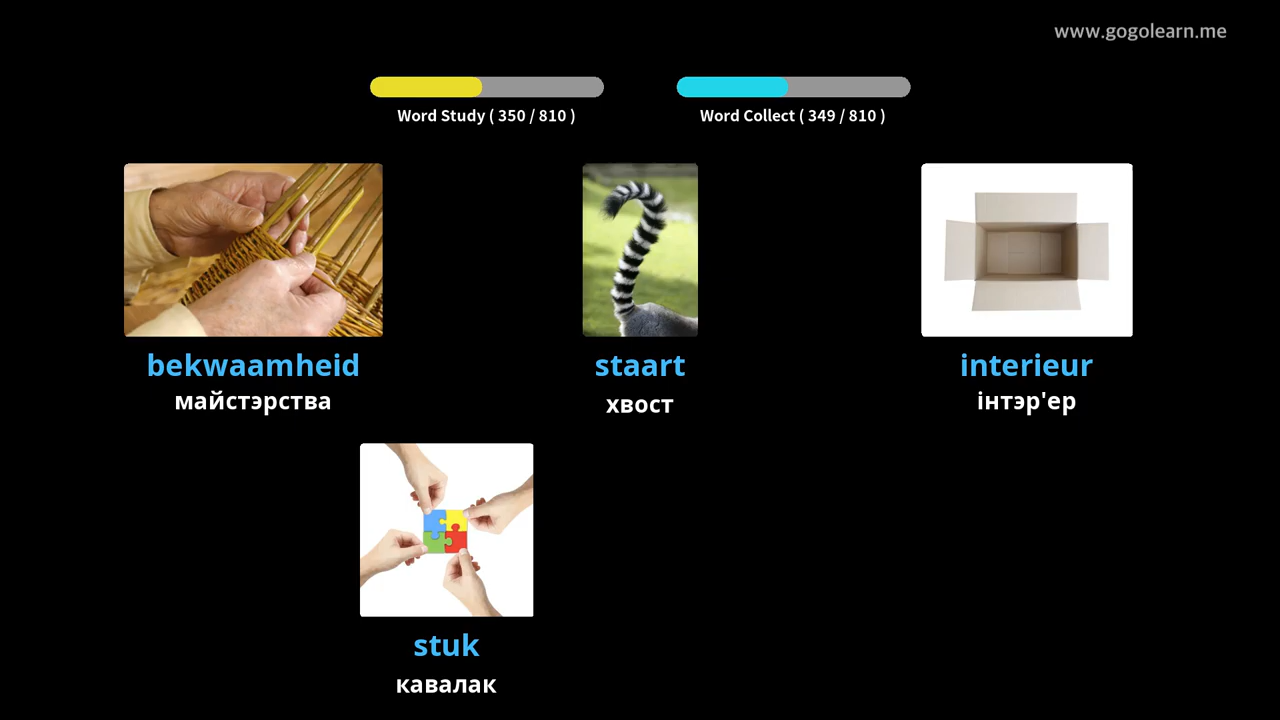 www.gogolearn.me
Word Study ( 350 / 810 )
Word Collect ( 349 / 810 )
bekwaamheid
майстэрства
staart
хвост
interieur
інтэр'ер
stuk
кавалак